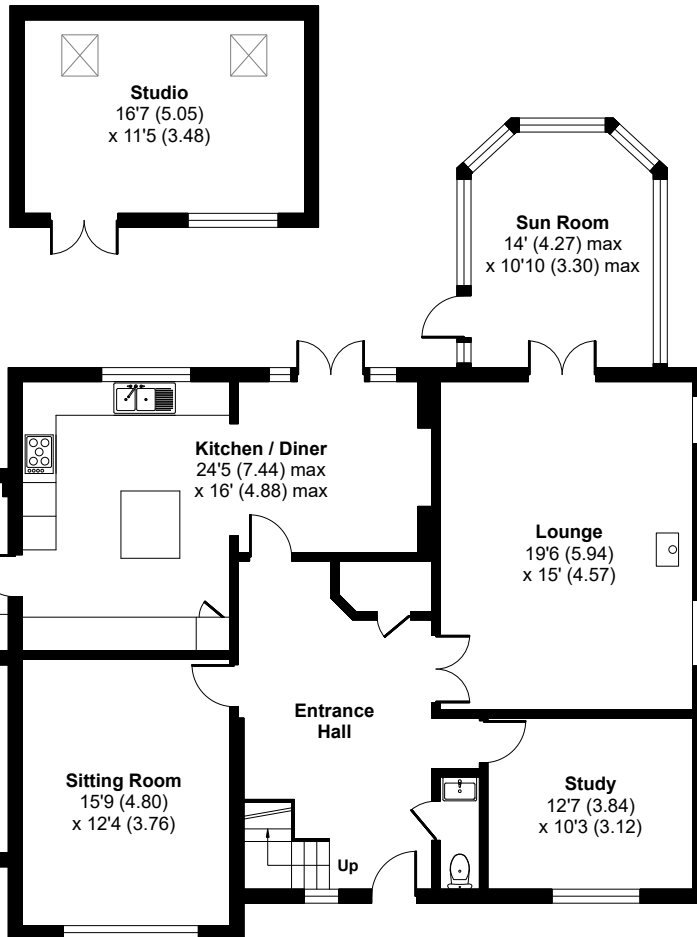 Studio
16'7 (5.05)
x 11'5 (3.48)
Sun Room
14' (4.27) max
x 10'10 (3.30) max
Kitchen / Diner
24'5 (7.44) max
x 16' (4.88) max
Lounge
19'6 (5.94)
x 15' (4.57)
Entrance
Hall
Sitting Room
15'9 (4.80)
x 12'4 (3.76)
Study
12'7 (3.84)
x 10'3 (3.12)
Up